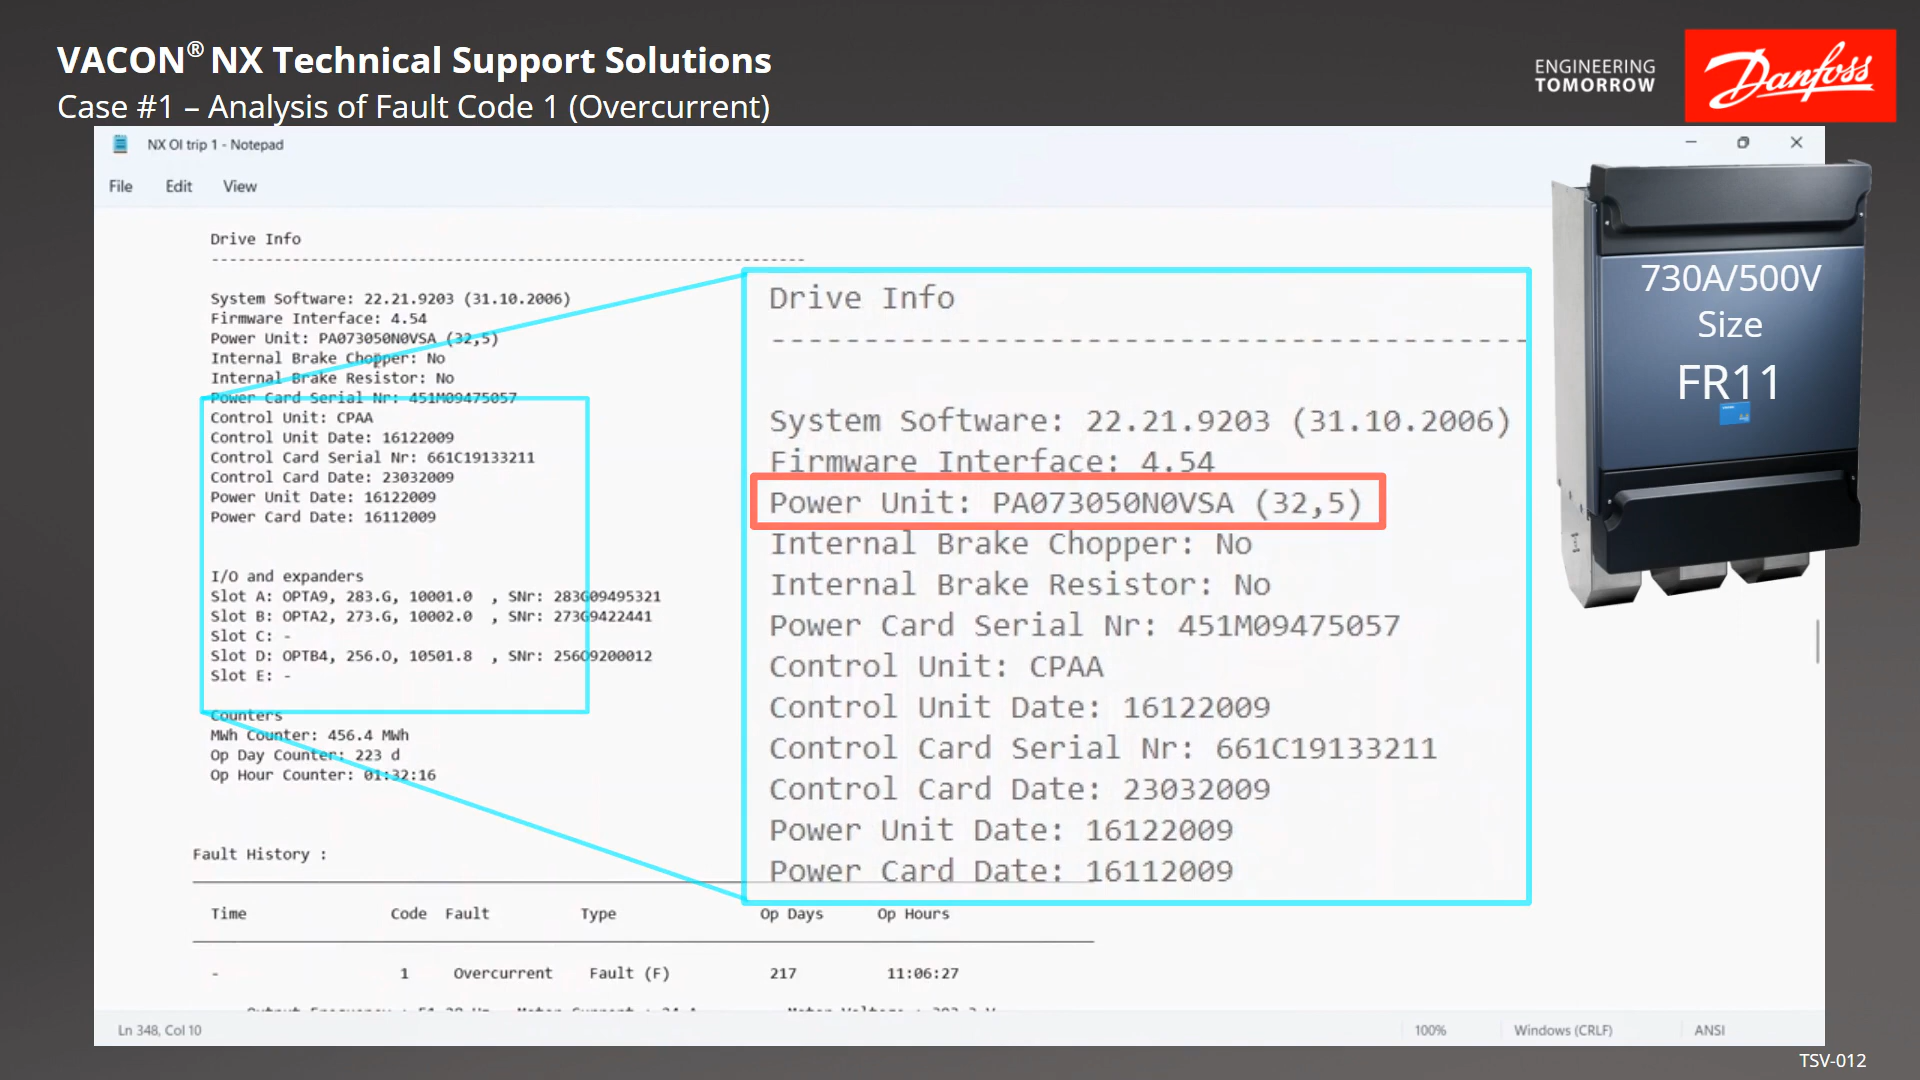 VACON® NX Technical Support Solutions
Case #1 – Analysis of Fault Code 1 (Overcurrent)
ENGINEERING
TOMORROW
Danfoss
NX OI trip 1 - Notepad
File Edit View
Drive Info
System Software: 22.21.9203 (31.10.2006)
Firmware Interface: 4.54
Power Unit: PA073050N0VSA (32,5)
Internal Brake Chopper: No
Internal Brake Resistor: No
Power Card Serial Nr: 451M09475057
Control Unit: CPAA
Control Unit Date: 16122009
Control Card Serial Nr: 661C19133211
Control Card Date: 23032009
Power Unit Date: 16122009
Power Card Date: 16112009
I/O and expanders
Slot A: OPTA9, 283.G, 10001.0 , SNr: 283G09495321
Slot B: OPTA2, 273.G, 10002.0 , SNr: 273G9422441
Slot C: -
Slot D: OPTB4, 256.O, 10501.8 , SNr: 256O9200012
Slot E: -
Counters
MWh Counter: 456.4 MWh
Op Day Counter: 223 d
Op Hour Counter: 01:32:16
Fault History :
Time Code Fault Type Op Days Op Hours
- 1 Overcurrent Fault (F) 217 11:06:27
Drive Info
System Software: 22.21.9203 (31.10.2006)
Firmware Interface: 4.54
Power Unit: PA073050N0VSA (32,5)
Internal Brake Chopper: No
Internal Brake Resistor: No
Power Card Serial Nr: 451M09475057
Control Unit: CPAA
Control Unit Date: 16122009
Control Card Serial Nr: 661C19133211
Control Card Date: 23032009
Power Unit Date: 16122009
Power Card Date: 16112009
730A/500V
Size
FR11
Ln 348, Col 10 100% Windows (CRLF) ANSI
TSV-012